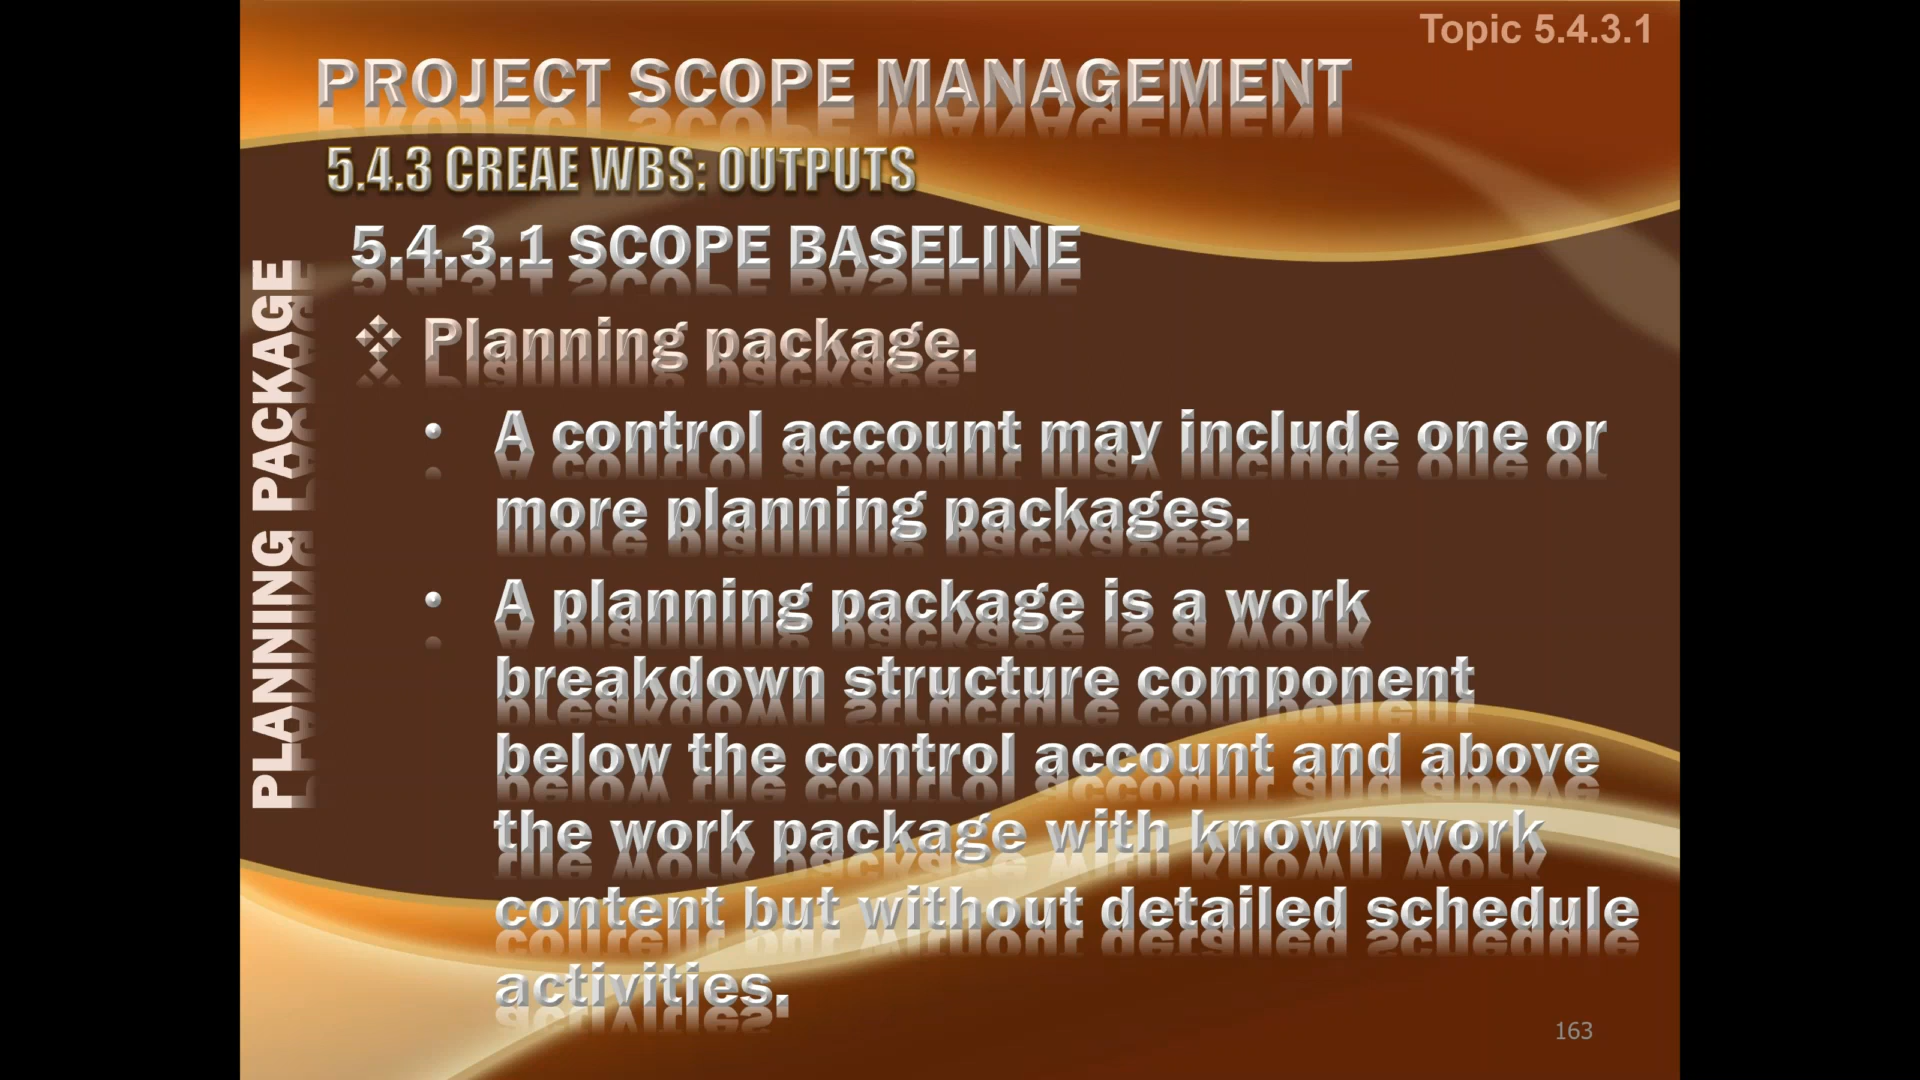 Topic 5.4.3.1
PROJECT SCOPE MANAGEMENT
5.4.3 CREAE WBS: OUTPUTS
5.4.3.1 SCOPE BASELINE
PLANNING PACKAGE
❖ Planning package.
• A control account may include one or
more planning packages.
• A planning package is a work
breakdown structure component
below the control account and above
the work package with known work
content but without detailed schedule
activities.
163